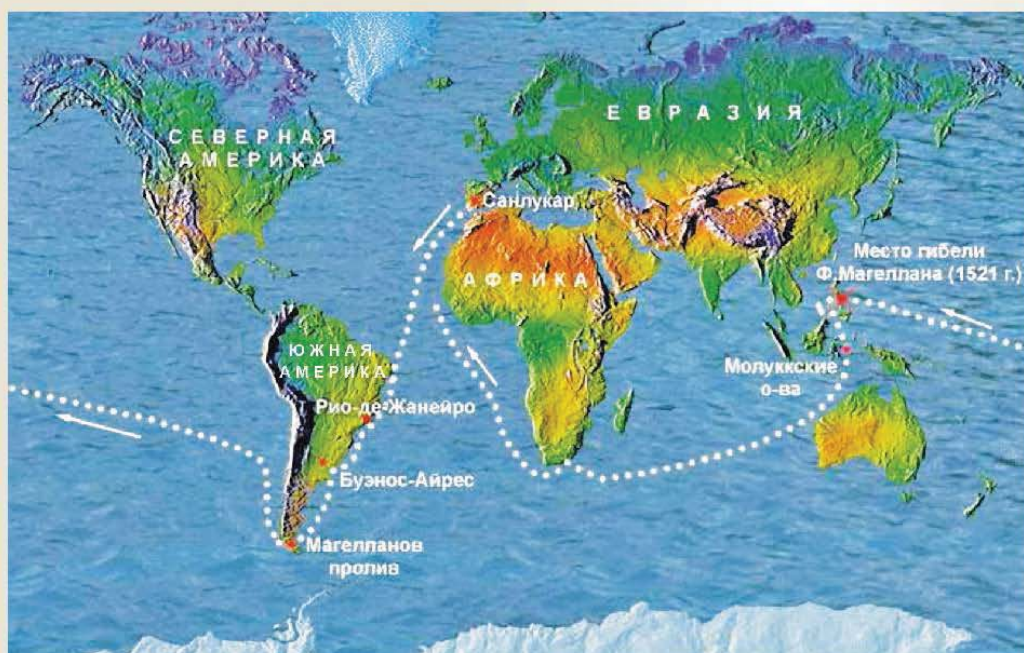 СЕВЕРНАЯ
АМЕРИКА
ЕВРАЗИЯ
Санлукар
АФРИКА
Место гибели
Ф.Магеллана (1521 г.)
ЮЖНАЯ
АМЕРИКА
Молуккские
о-ва
Рио-де-Жанейро
Буэнос-Айрес
Магелланов
пролив